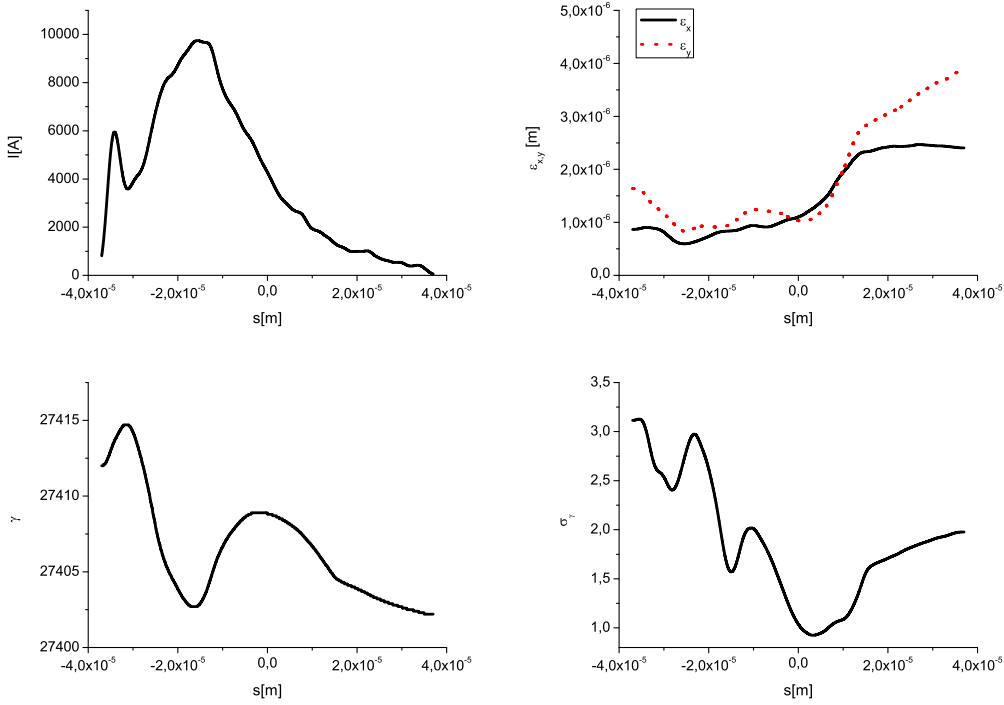 I[A]
10000
8000
6000
4000
2000
0
-4,0x10⁻⁵ -2,0x10⁻⁵ 0,0 2,0x10⁻⁵ 4,0x10⁻⁵
s[m]
εx
εy
εx,y [m]
5,0x10⁻⁶
4,0x10⁻⁶
3,0x10⁻⁶
2,0x10⁻⁶
1,0x10⁻⁶
0,0
-4,0x10⁻⁵ -2,0x10⁻⁵ 0,0 2,0x10⁻⁵ 4,0x10⁻⁵
s[m]
γ
27415
27410
27405
27400
-4,0x10⁻⁵ -2,0x10⁻⁵ 0,0 2,0x10⁻⁵ 4,0x10⁻⁵
s[m]
σγ
3,5
3,0
2,5
2,0
1,5
1,0
-4,0x10⁻⁵ -2,0x10⁻⁵ 0,0 2,0x10⁻⁵ 4,0x10⁻⁵
s[m]